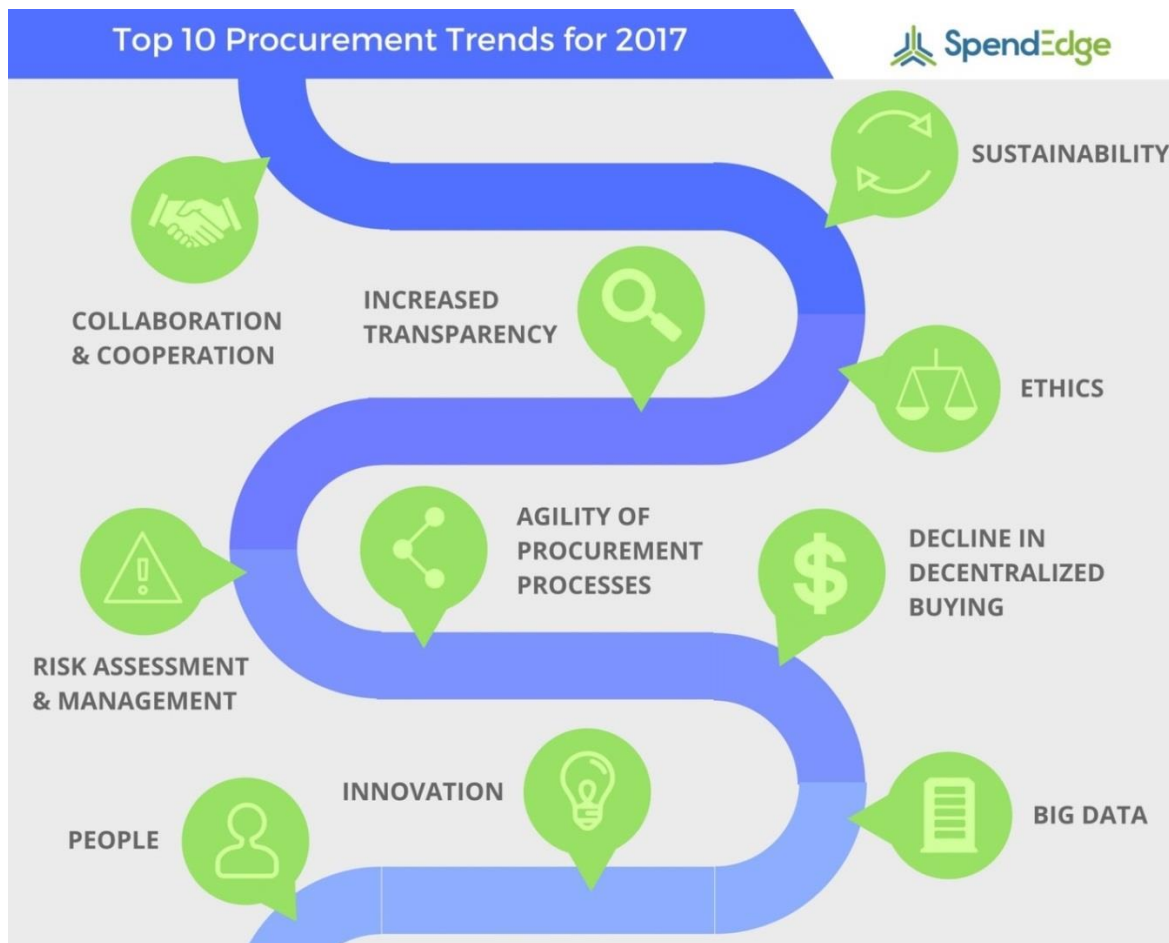 Top 10 Procurement Trends for 2017
SpendEdge
SUSTAINABILITY
COLLABORATION
& COOPERATION
INCREASED
TRANSPARENCY
ETHICS
RISK ASSESSMENT
& MANAGEMENT
AGILITY OF
PROCUREMENT
PROCESSES
DECLINE IN
DECENTRALIZED
BUYING
PEOPLE
INNOVATION
BIG DATA